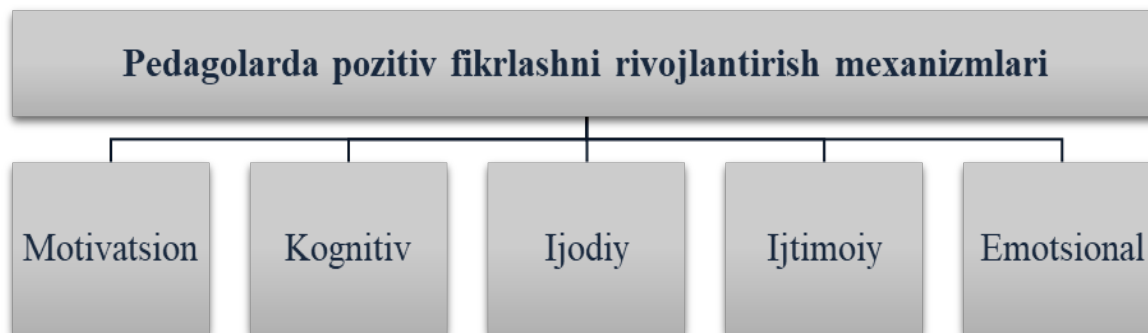 Pedagolarda pozitiv fikrlashni rivojlantirish mexanizmlari
Motivatsion
Kognitiv
Ijodiy
Ijtimoiy
Emotsional